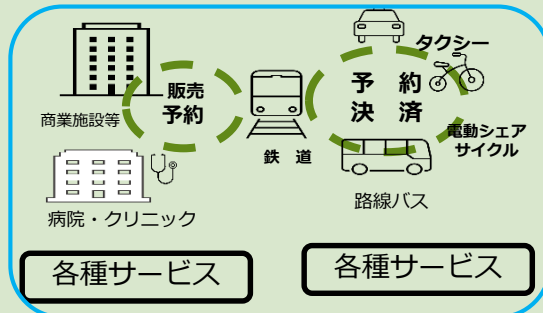 タクシー
販売
予約
予約
決済
商業施設等
鉄道
電動シェア
サイクル
病院・クリニック
路線バス
各種サービス
各種サービス